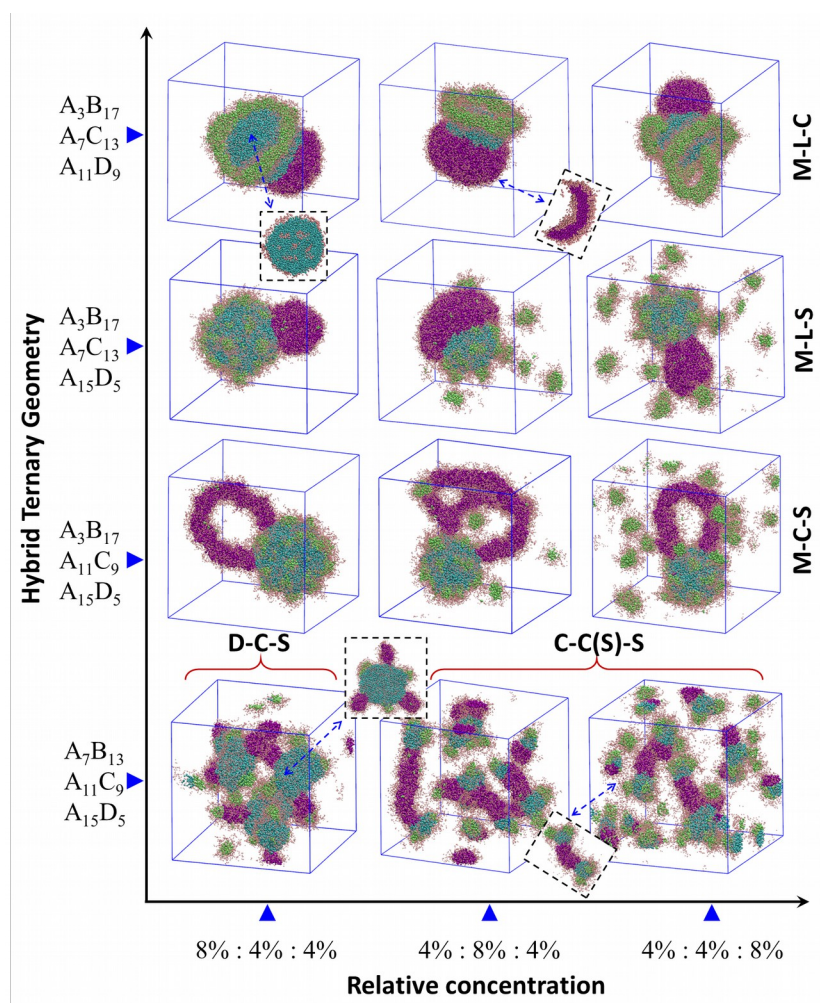 A₃B₁₇
A₇C₁₃
A₁₁D₉
M-L-C
A₃B₁₇
A₇C₁₃
A₁₅D₅
M-L-S
A₃B₁₇
A₁₁C₉
A₁₅D₅
M-C-S
D-C-S
C-C(S)-S
A₇B₁₃
A₁₁C₉
A₁₅D₅
Hybrid Ternary Geometry
8% : 4% : 4%
4% : 8% : 4%
4% : 4% : 8%
Relative concentration